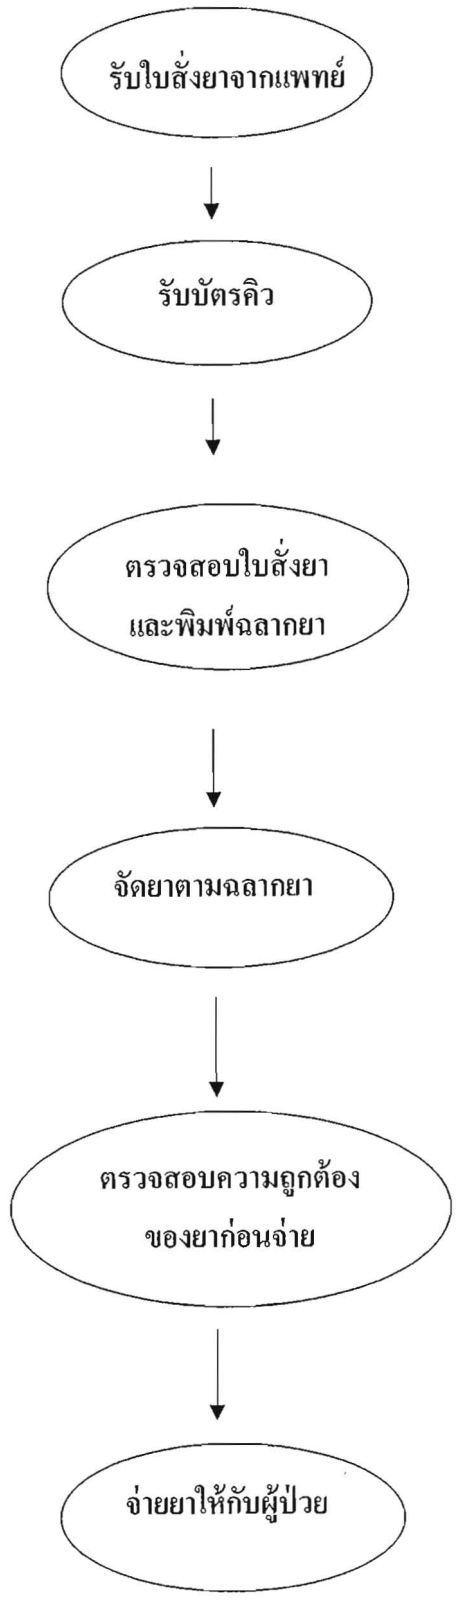 รับใบสั่งยาจากแพทย์
รับบัตรคิว
ตรวจสอบใบสั่งยา
และพิมพ์ฉลากยา
จัดยาตามฉลากยา
ตรวจสอบความถูกต้อง
ของยาก่อนจ่าย
จ่ายยาให้กับผู้ป่วย